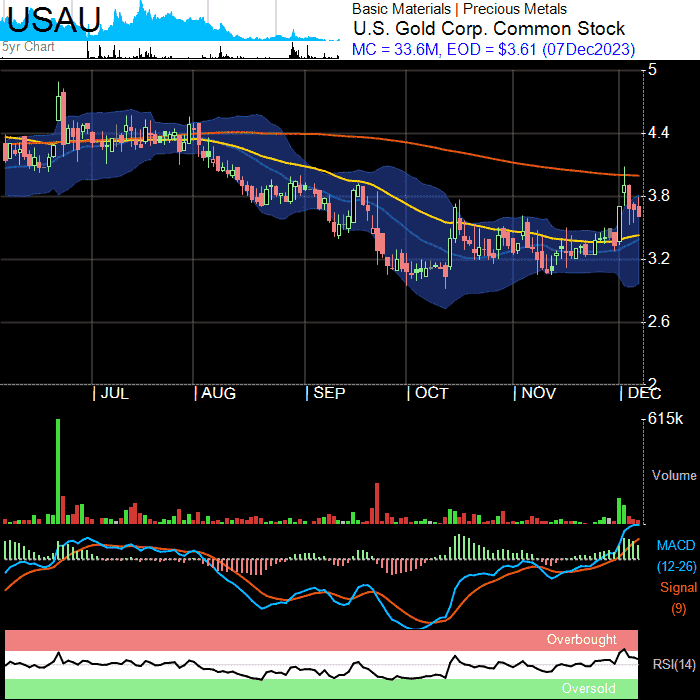 USAU
5yr Chart
Basic Materials | Precious Metals
U.S. Gold Corp. Common Stock
MC = 33.6M, EOD = $3.61 (07Dec2023)
5
4.4
3.8
3.2
2.6
2
JUL
AUG
SEP
OCT
NOV
DEC
615k
Volume
MACD
(12-26)
Signal
(9)
Overbought
RSI(14)
Oversold